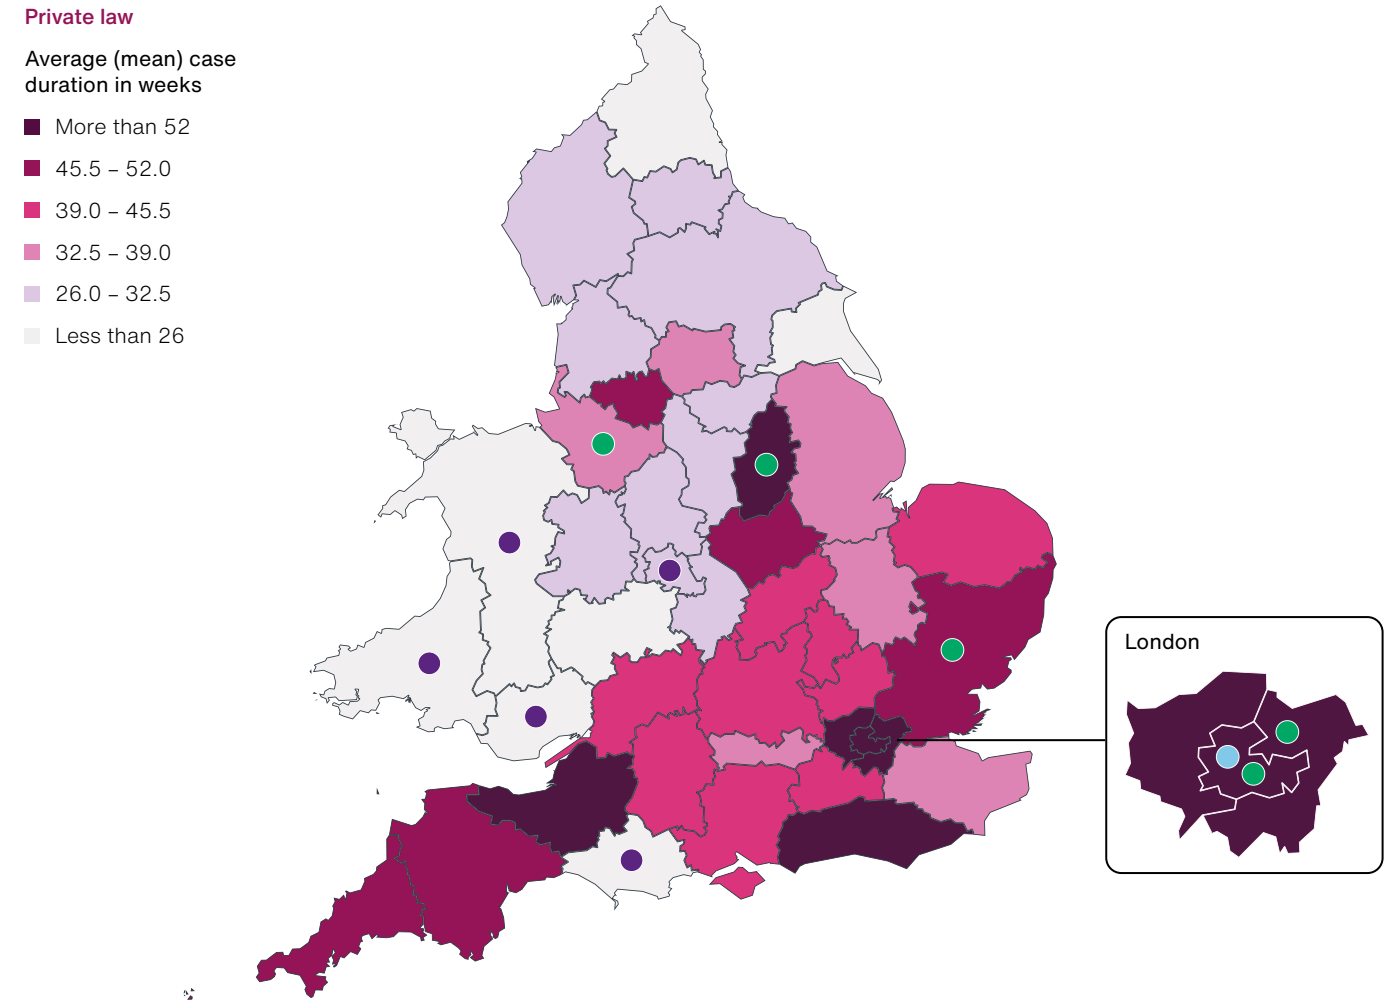 Private law
Average (mean) case
duration in weeks
More than 52
45.5 – 52.0
39.0 – 45.5
32.5 – 39.0
26.0 – 32.5
Less than 26
London